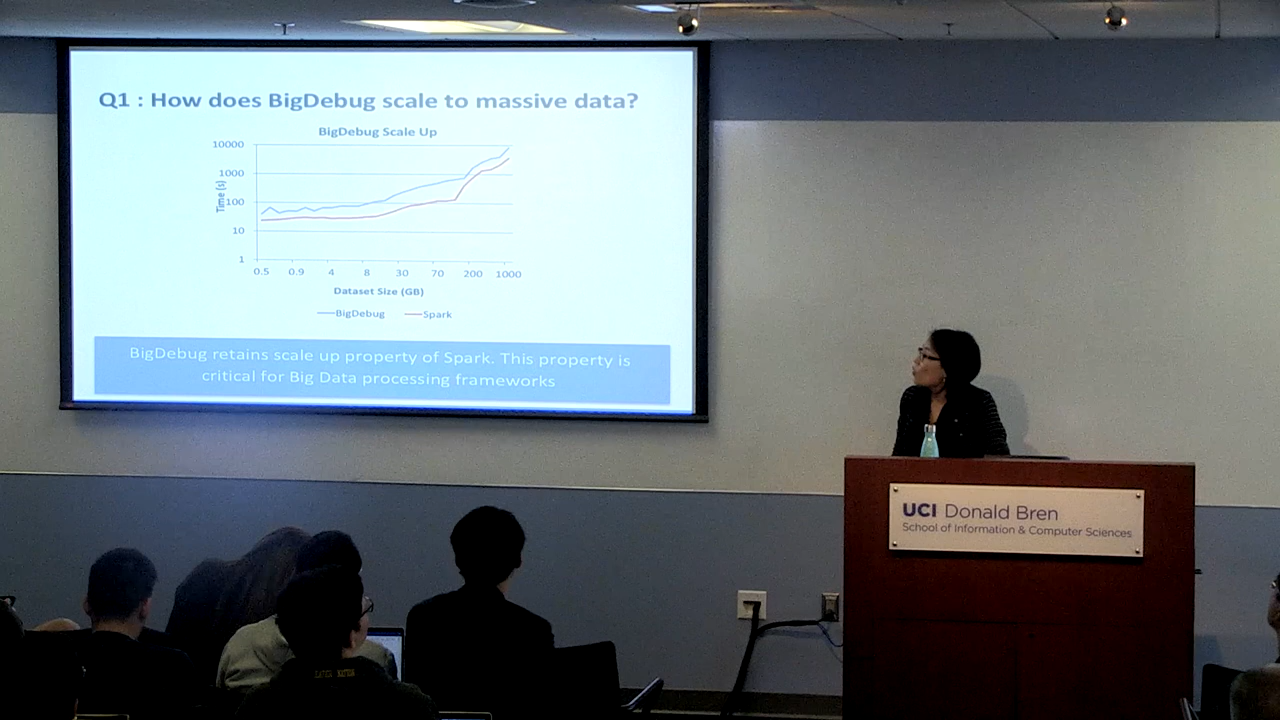 Q1 : How does BigDebug scale to massive data?
BigDebug Scale Up
10000
1000
100
10
1
Time (s)
0.5 0.9 4 8 30 70 200 1000
Dataset Size (GB)
BigDebug Spark
BigDebug retains scale up property of Spark. This property is
critical for Big Data processing frameworks
UCI Donald Bren
School of Information & Computer Sciences